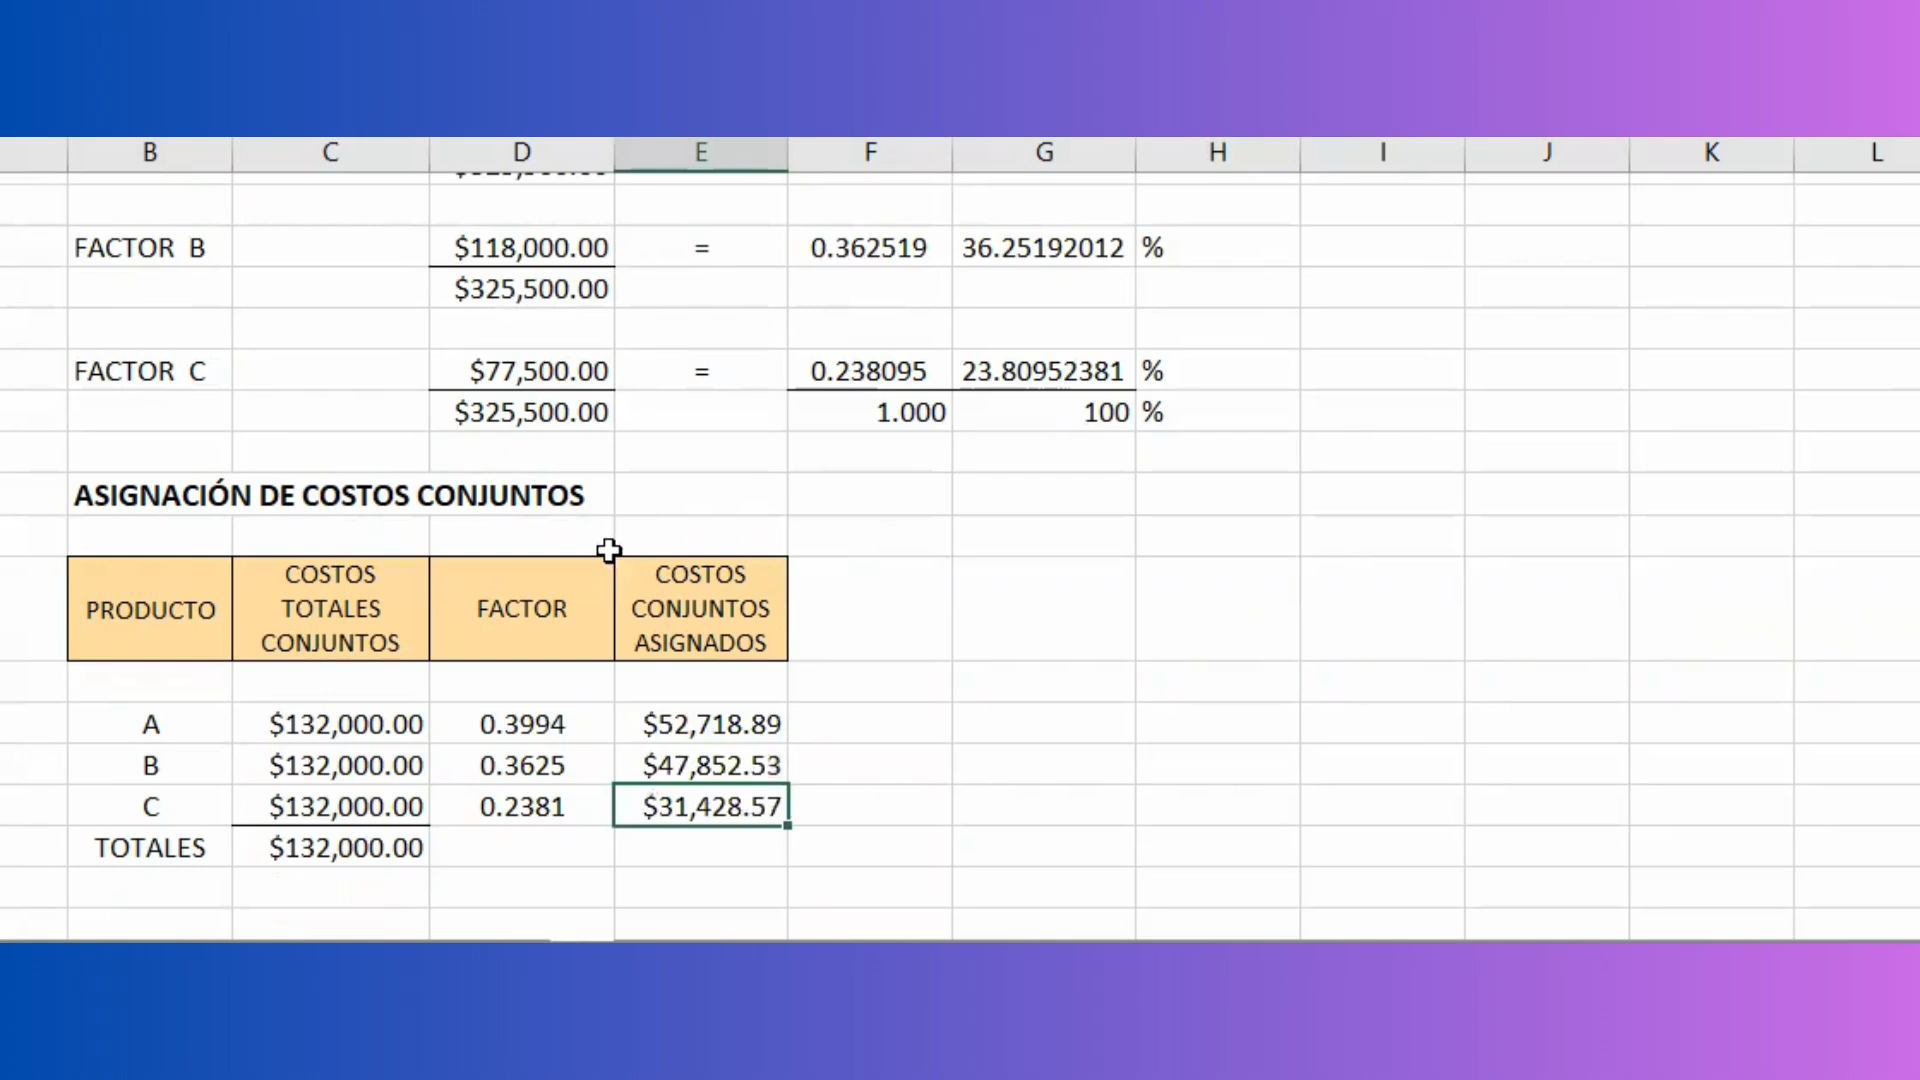 B C D E F G H I J K L
FACTOR B $118,000.00 = 0.362519 36.25192012 %
$325,500.00
FACTOR C $77,500.00 = 0.238095 23.80952381 %
$325,500.00 1.000 100 %
ASIGNACIÓN DE COSTOS CONJUNTOS
PRODUCTO COSTOS TOTALES CONJUNTOS FACTOR COSTOS CONJUNTOS ASIGNADOS
A $132,000.00 0.3994 $52,718.89
B $132,000.00 0.3625 $47,852.53
C $132,000.00 0.2381 $31,428.57
TOTALES $132,000.00